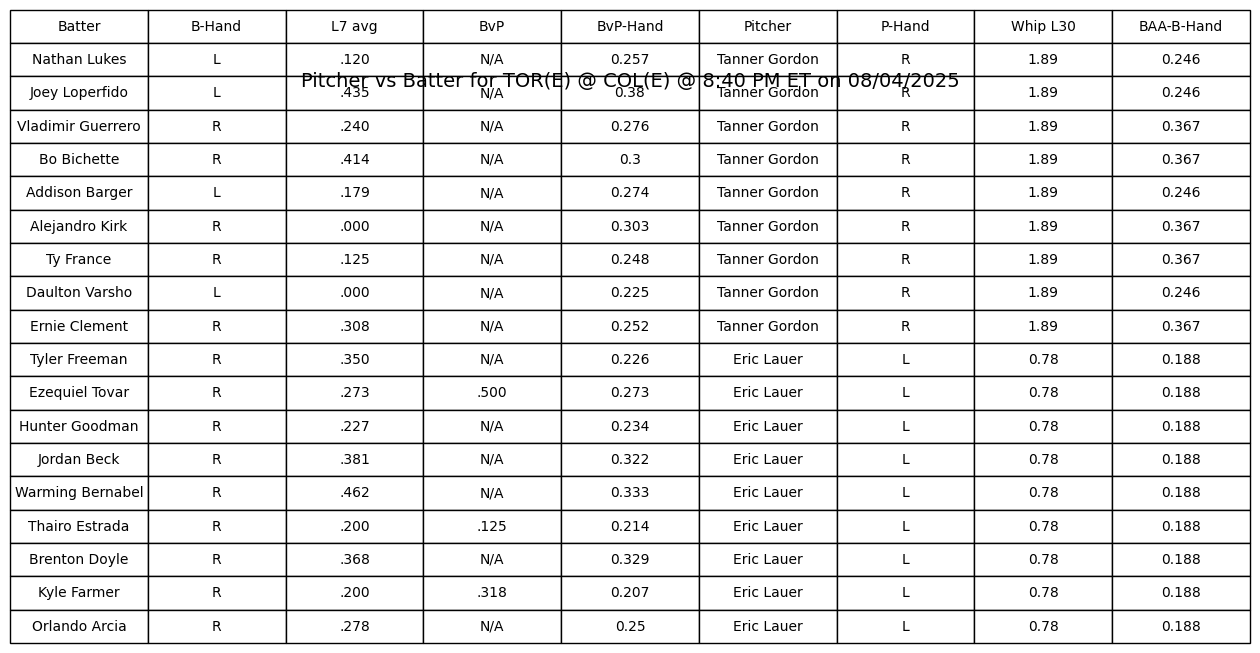 Batter B-Hand L7 avg BvP BvP-Hand Pitcher P-Hand Whip L30 BAA-B-Hand
Nathan Lukes L .120 N/A 0.257 Tanner Gordon R 1.89 0.246
Pitcher vs Batter for TOR(E) @ COL(E) @ 8:40 PM ET on 08/04/2025
Joey Loperfido L .435 N/A 0.38 Tanner Gordon R 1.89 0.246
Vladimir Guerrero R .240 N/A 0.276 Tanner Gordon R 1.89 0.367
Bo Bichette R .414 N/A 0.3 Tanner Gordon R 1.89 0.367
Addison Barger L .179 N/A 0.274 Tanner Gordon R 1.89 0.246
Alejandro Kirk R .000 N/A 0.303 Tanner Gordon R 1.89 0.367
Ty France R .125 N/A 0.248 Tanner Gordon R 1.89 0.367
Daulton Varsho L .000 N/A 0.225 Tanner Gordon R 1.89 0.246
Ernie Clement R .308 N/A 0.252 Tanner Gordon R 1.89 0.367
Tyler Freeman R .350 N/A 0.226 Eric Lauer L 0.78 0.188
Ezequiel Tovar R .273 .500 0.273 Eric Lauer L 0.78 0.188
Hunter Goodman R .227 N/A 0.234 Eric Lauer L 0.78 0.188
Jordan Beck R .381 N/A 0.322 Eric Lauer L 0.78 0.188
Warming Bernabel R .462 N/A 0.333 Eric Lauer L 0.78 0.188
Thairo Estrada R .200 .125 0.214 Eric Lauer L 0.78 0.188
Brenton Doyle R .368 N/A 0.329 Eric Lauer L 0.78 0.188
Kyle Farmer R .200 .318 0.207 Eric Lauer L 0.78 0.188
Orlando Arcia R .278 N/A 0.25 Eric Lauer L 0.78 0.188